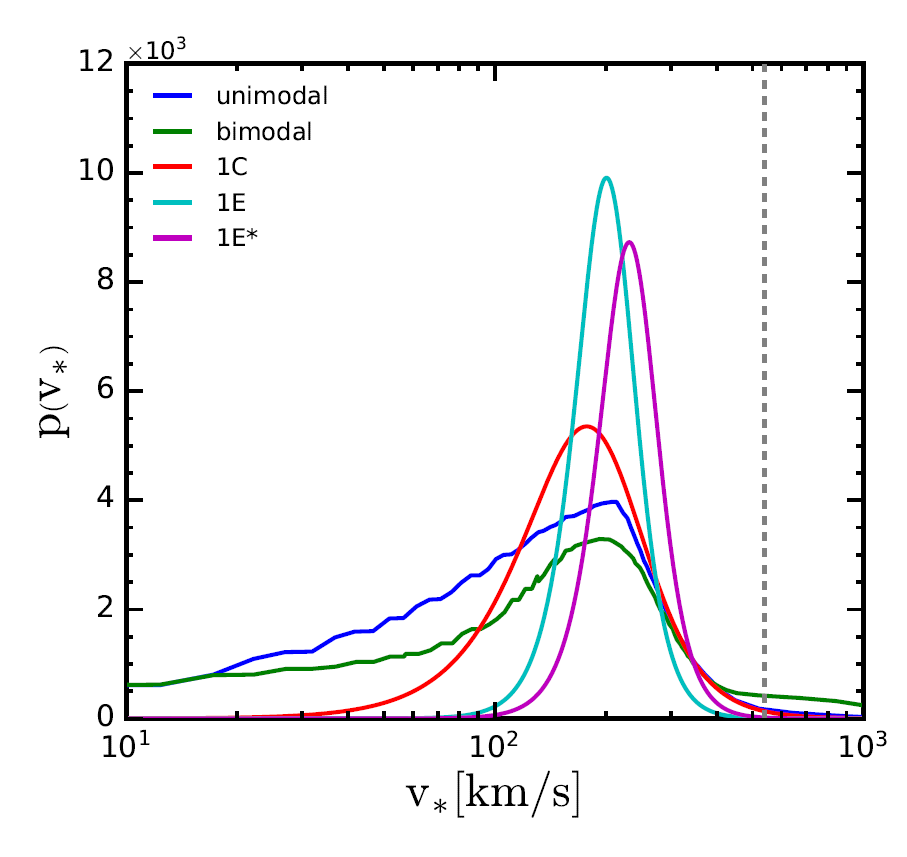 ×10³
12
10
8
6
4
2
0
p(v*)
unimodal
bimodal
1C
1E
1E*
10¹
10²
10³
v*[km/s]